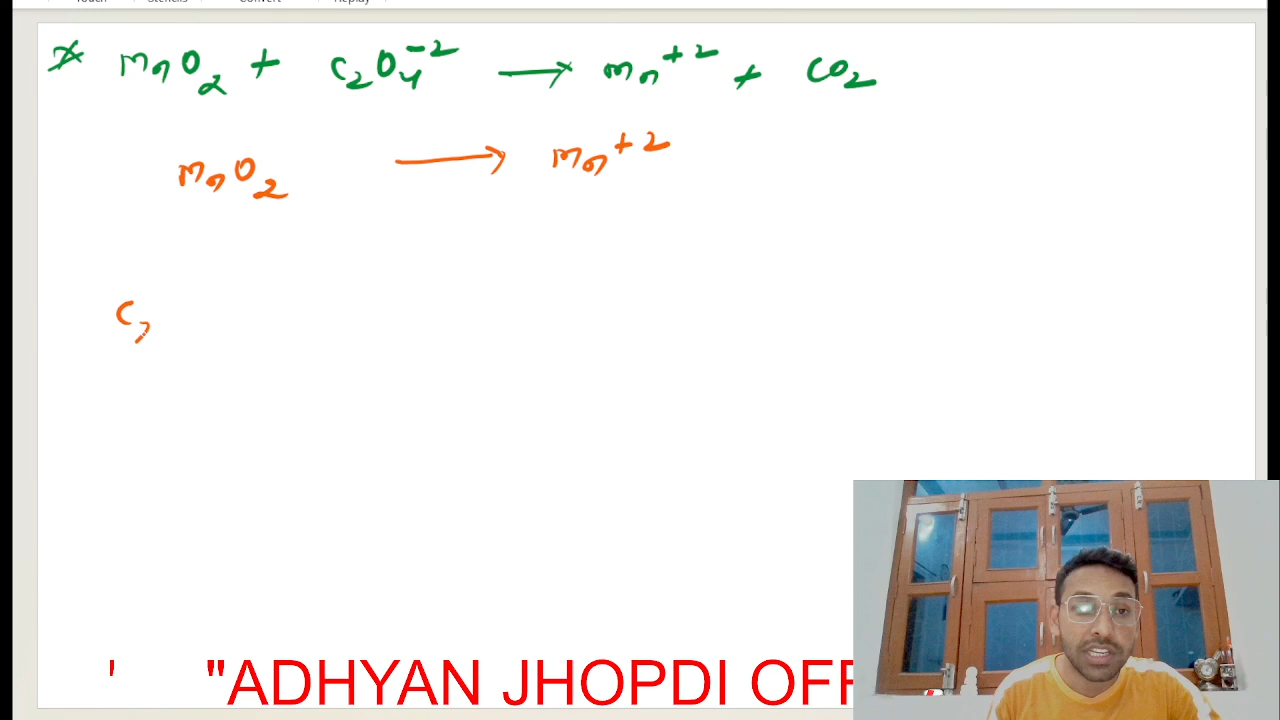 MnO2 + C2O4-2 → Mn+2 + CO2
MnO2 → Mn+2
C2
' "ADHYAN JHOPDI OFF